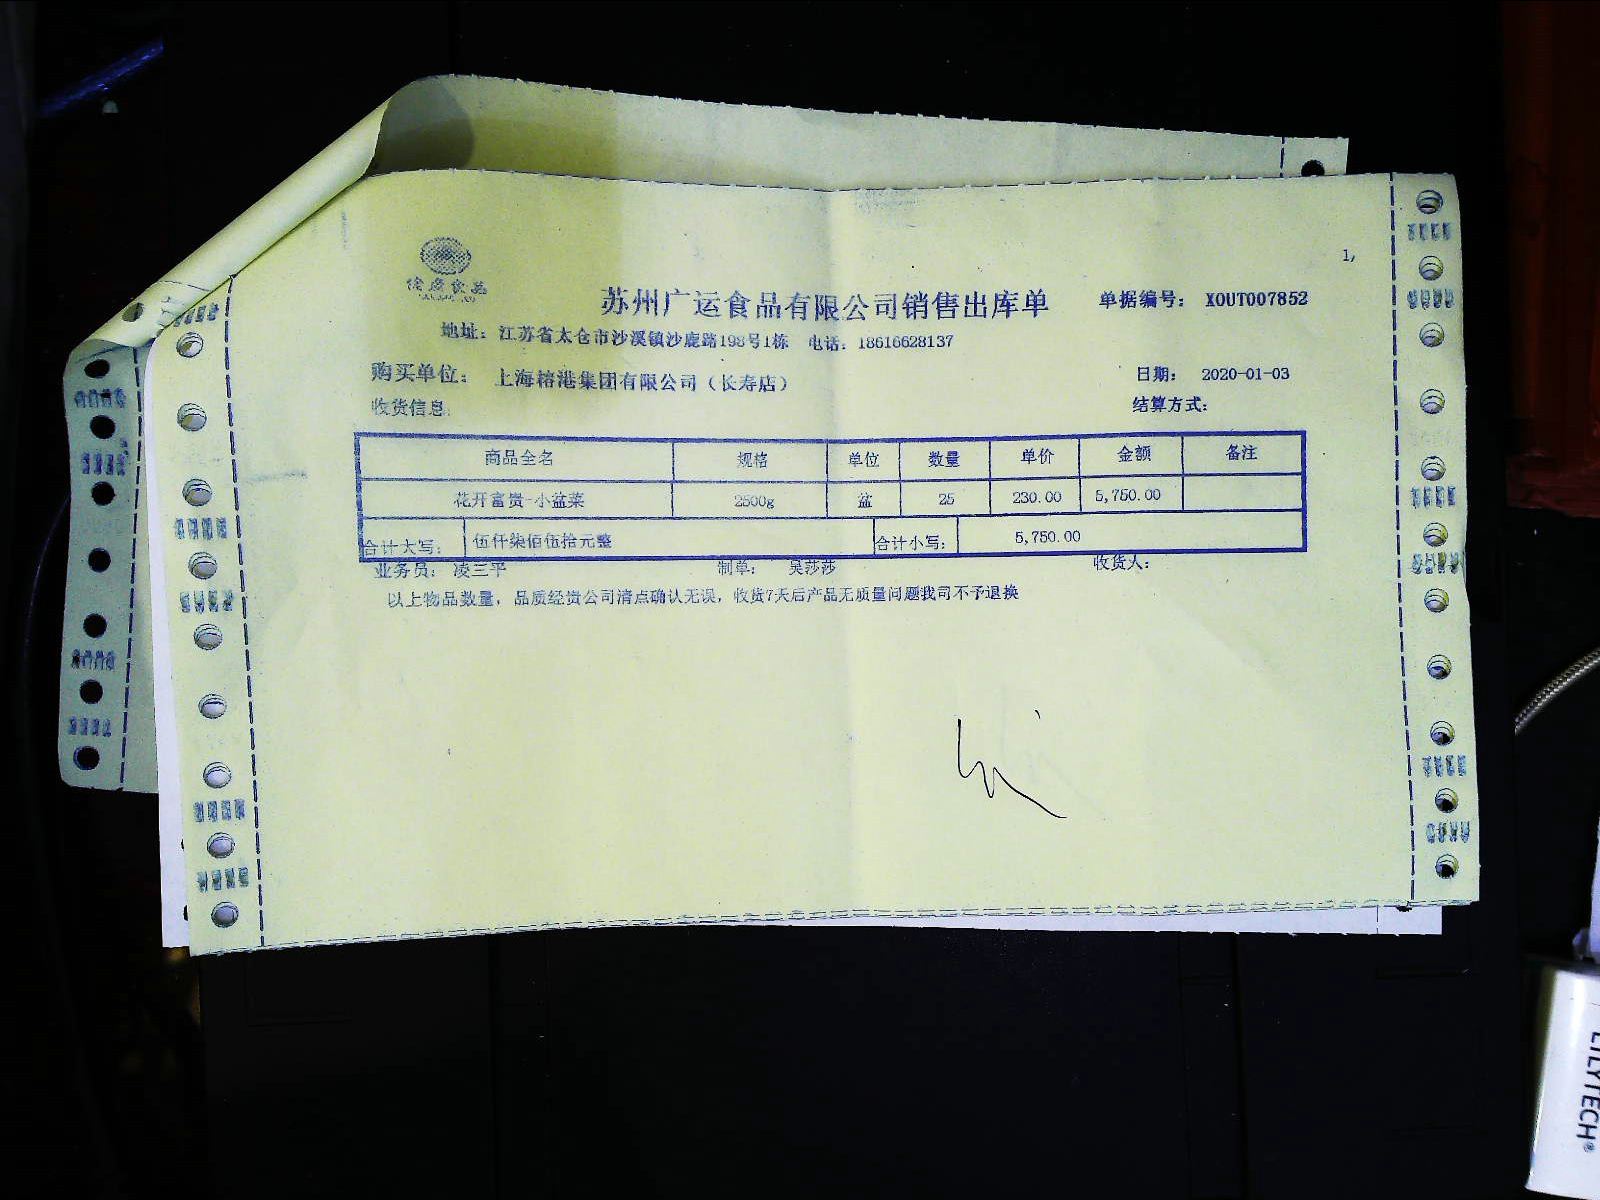 1,
食品
苏州广运食品有限公司销售出库单 单据编号: XOUT007852
地址: 江苏省太仓市沙溪镇沙鹿路198号1栋 电话: 18616628137
购买单位: 上海榕港集团有限公司(长寿店) 日期: 2020-01-03
收货信息: 结算方式:
商品全名 规格 单位 数量 单价 金额 备注
花开富贵-小盆菜 2500g 盆 25 230.00 5,750.00
合计大写: 伍仟柒佰伍拾元整 合计小写: 5,750.00
业务员: 凌三平 制单: 吴莎莎 收货人:
以上物品数量, 品质经贵公司清点确认无误, 收货7天后产品无质量问题我司不予退换
LILYTECH®